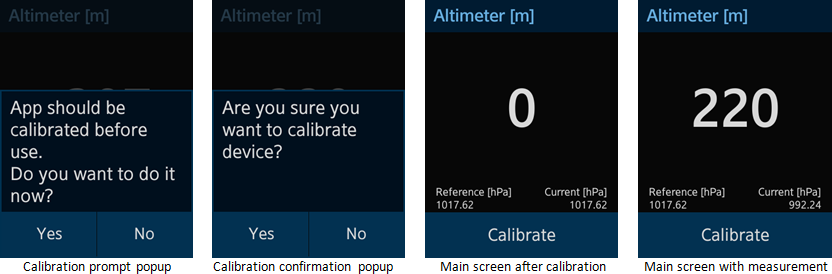 Altimeter [m]
App should be
calibrated before
use.
Do you want to do it
now?
Yes No
Calibration prompt popup
Altimeter [m]
Are you sure you
want to calibrate
device?
Yes No
Calibration confirmation popup
Altimeter [m]
0
Reference [hPa] Current [hPa]
1017.62 1017.62
Calibrate
Main screen after calibration
Altimeter [m]
220
Reference [hPa] Current [hPa]
1017.62 992.24
Calibrate
Main screen with measurement